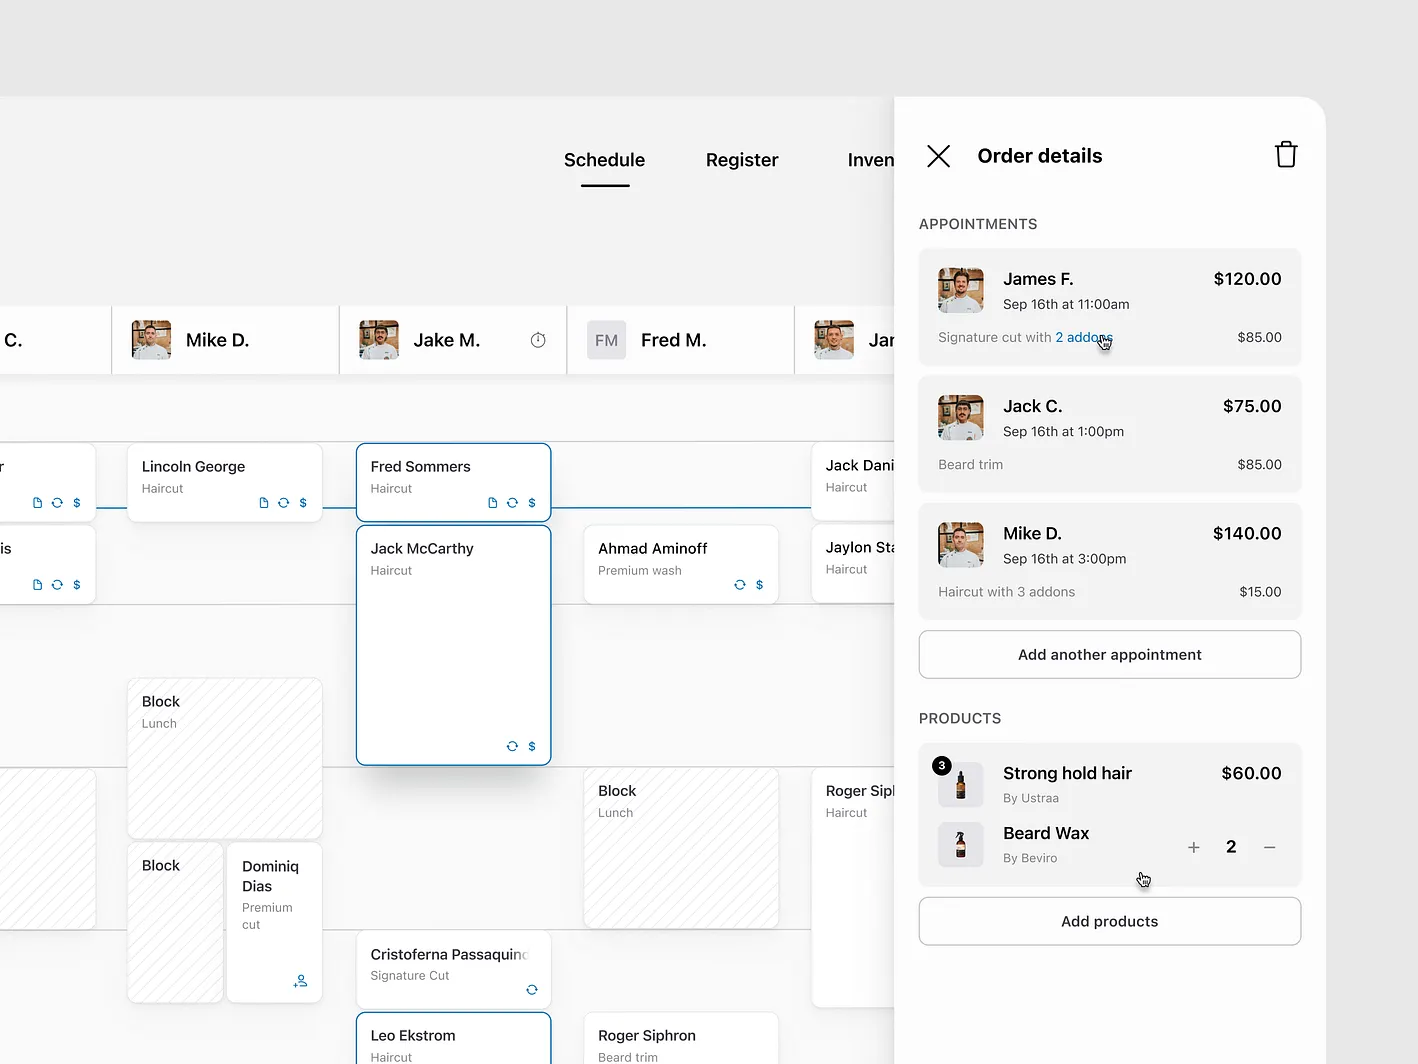 Schedule
Register
Inven
C.
Mike D.
Jake M.
FM
Fred M.
Jar
r
$
is
$
Lincoln George
Haircut
$
Block
Lunch
Block
Dominiq
Dias
Premium
cut
Fred Sommers
Haircut
$
Jack McCarthy
Haircut
$
Cristoferna Passaquind
Signature Cut
Leo Ekstrom
Haircut
Ahmad Aminoff
Premium wash
$
Block
Lunch
Roger Siphron
Beard trim
Jack Dani
Haircut
Jaylon Sta
Haircut
Roger Siph
Haircut
Order details
APPOINTMENTS
James F.
$120.00
Sep 16th at 11:00am
Signature cut with 2 addons
$85.00
Jack C.
$75.00
Sep 16th at 1:00pm
Beard trim
$85.00
Mike D.
$140.00
Sep 16th at 3:00pm
Haircut with 3 addons
$15.00
Add another appointment
PRODUCTS
3
Strong hold hair
$60.00
By Ustraa
Beard Wax
By Beviro
+ 2 −
Add products